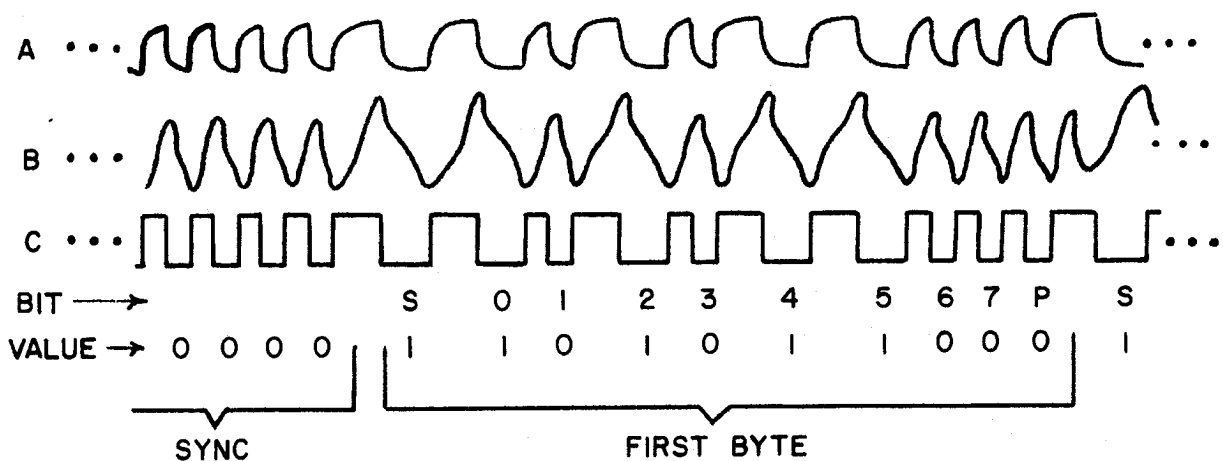 A
B
C
BIT → S 0 1 2 3 4 5 6 7 P S
VALUE → 0 0 0 0 1 1 0 1 0 1 1 0 0 0 1
SYNC FIRST BYTE